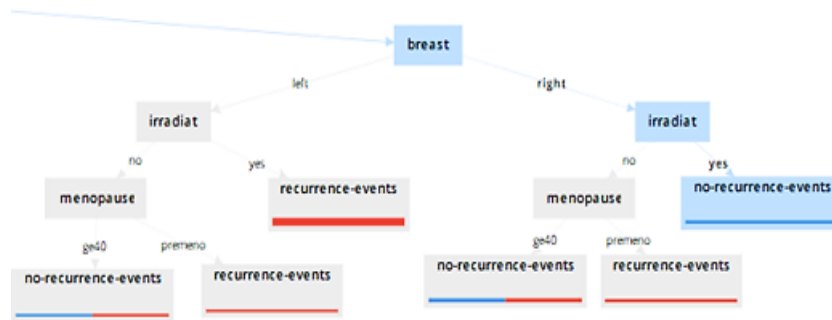 breast
left
right
irradiat
irradiat
no
yes
no
yes
menopause
recurrence-events
menopause
no-recurrence-events
ge40
premeno
ge40
premeno
no-recurrence-events
recurrence-events
no-recurrence-events
recurrence-events